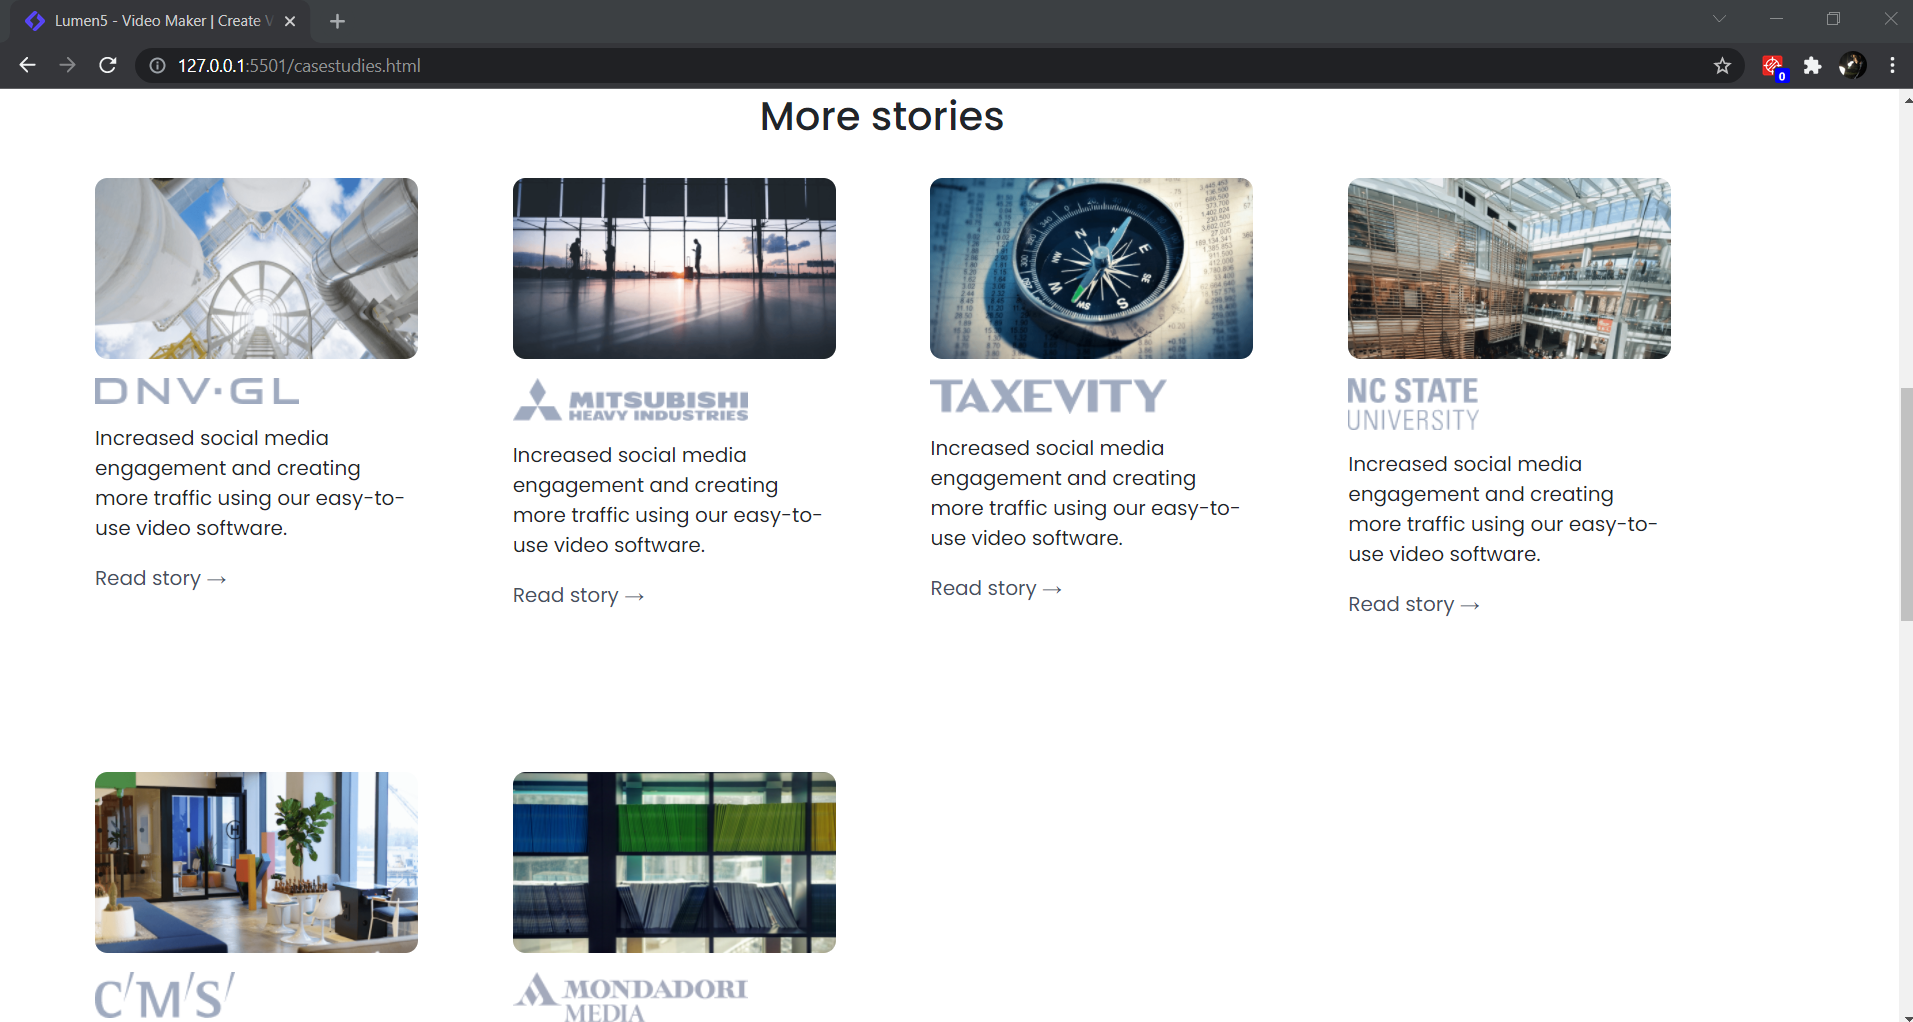 Lumen5 - Video Maker | Create V
127.0.0.1:5501/casestudies.html
0
More stories
DNV·GL
Increased social media
engagement and creating
more traffic using our easy-to-
use video software.
Read story →
MITSUBISHI
HEAVY INDUSTRIES
Increased social media
engagement and creating
more traffic using our easy-to-
use video software.
Read story →
N
E
SE
S
SW
W
NW
TAXEVITY
Increased social media
engagement and creating
more traffic using our easy-to-
use video software.
Read story →
NC STATE
UNIVERSITY
Increased social media
engagement and creating
more traffic using our easy-to-
use video software.
Read story →
H
C/M/S/
MONDADORI
MEDIA